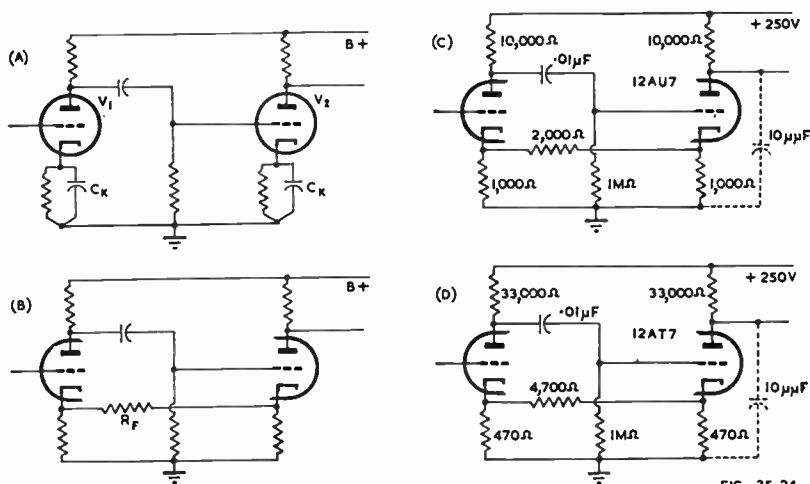 (A)
B+
V1
V2
CK
CK
(B)
B+
RF
(C)
+250V
10,000Ω
10,000Ω
.01μF
12AU7
2,000Ω
10μμF
1,000Ω
1MΩ
1,000Ω
(D)
+250V
33,000Ω
33,000Ω
.01μF
12AT7
4,700Ω
10μμF
470Ω
1MΩ
470Ω